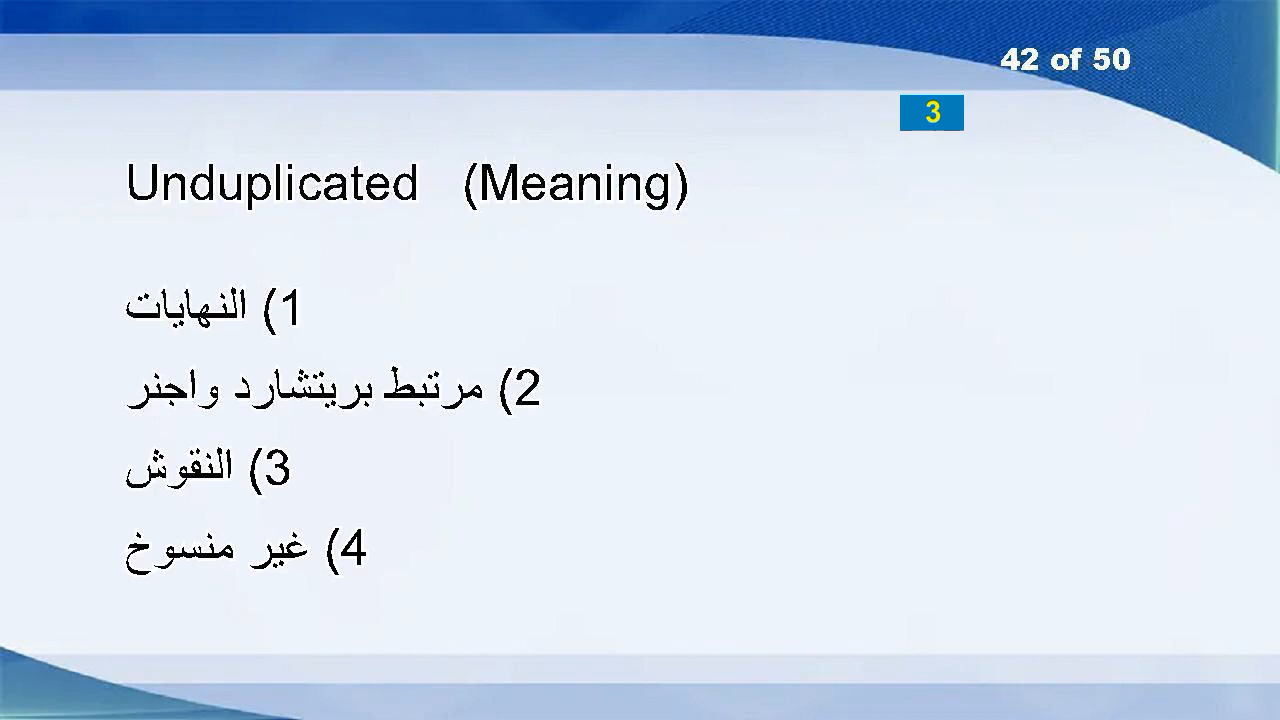 42 of 50
3
Unduplicated (Meaning)
1) النهايات
2) مرتبط بريتشارد واجنر
3) النقوش
4) غير منسوخ